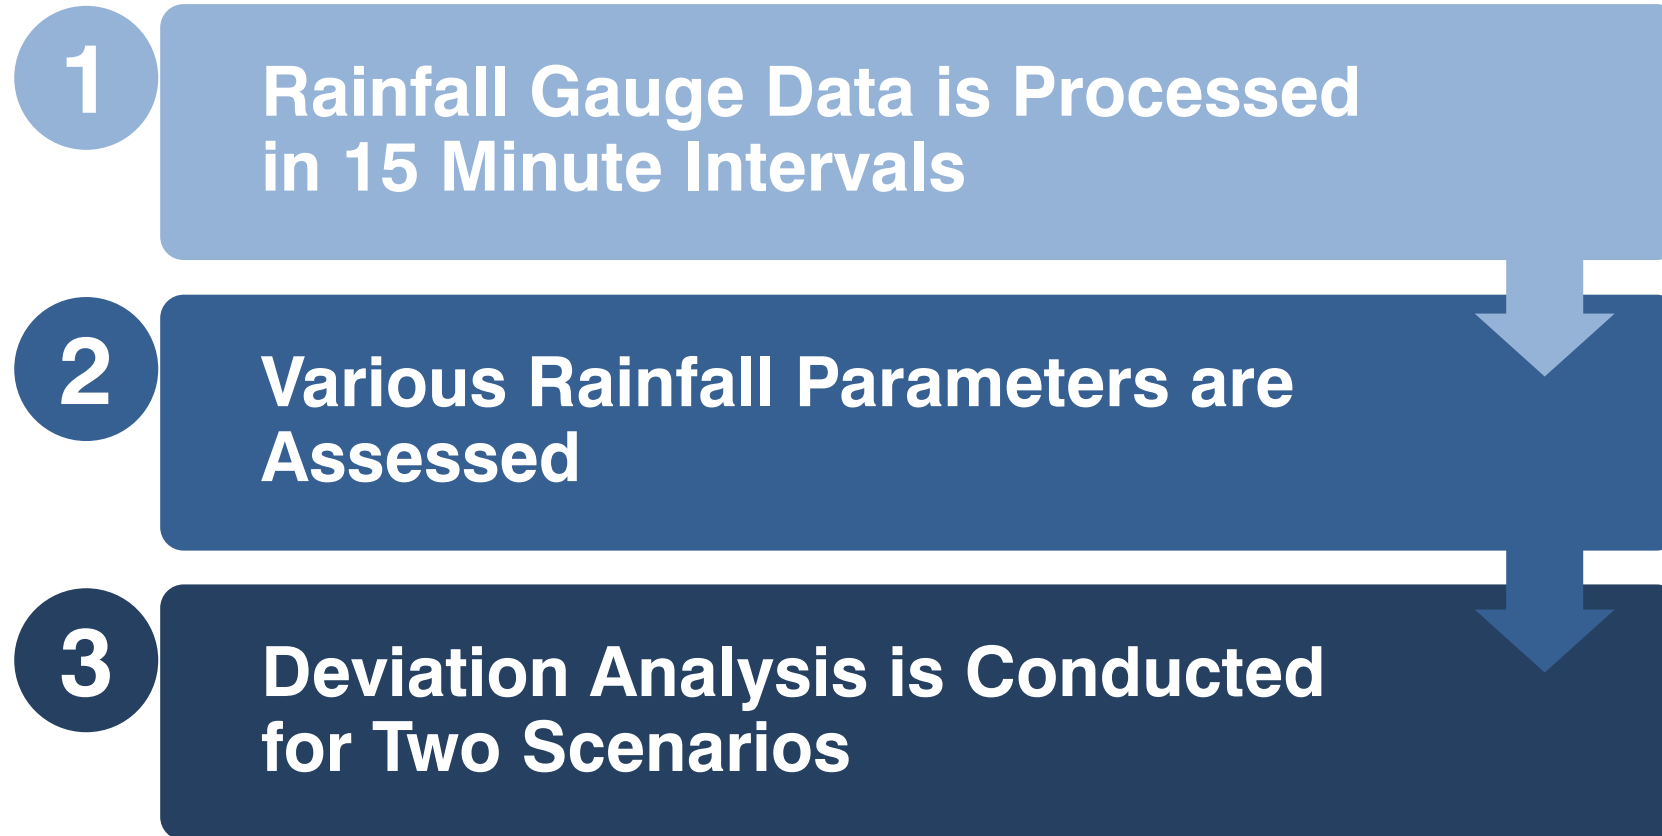 1
Rainfall Gauge Data is Processed
in 15 Minute Intervals
2
Various Rainfall Parameters are
Assessed
3
Deviation Analysis is Conducted
for Two Scenarios